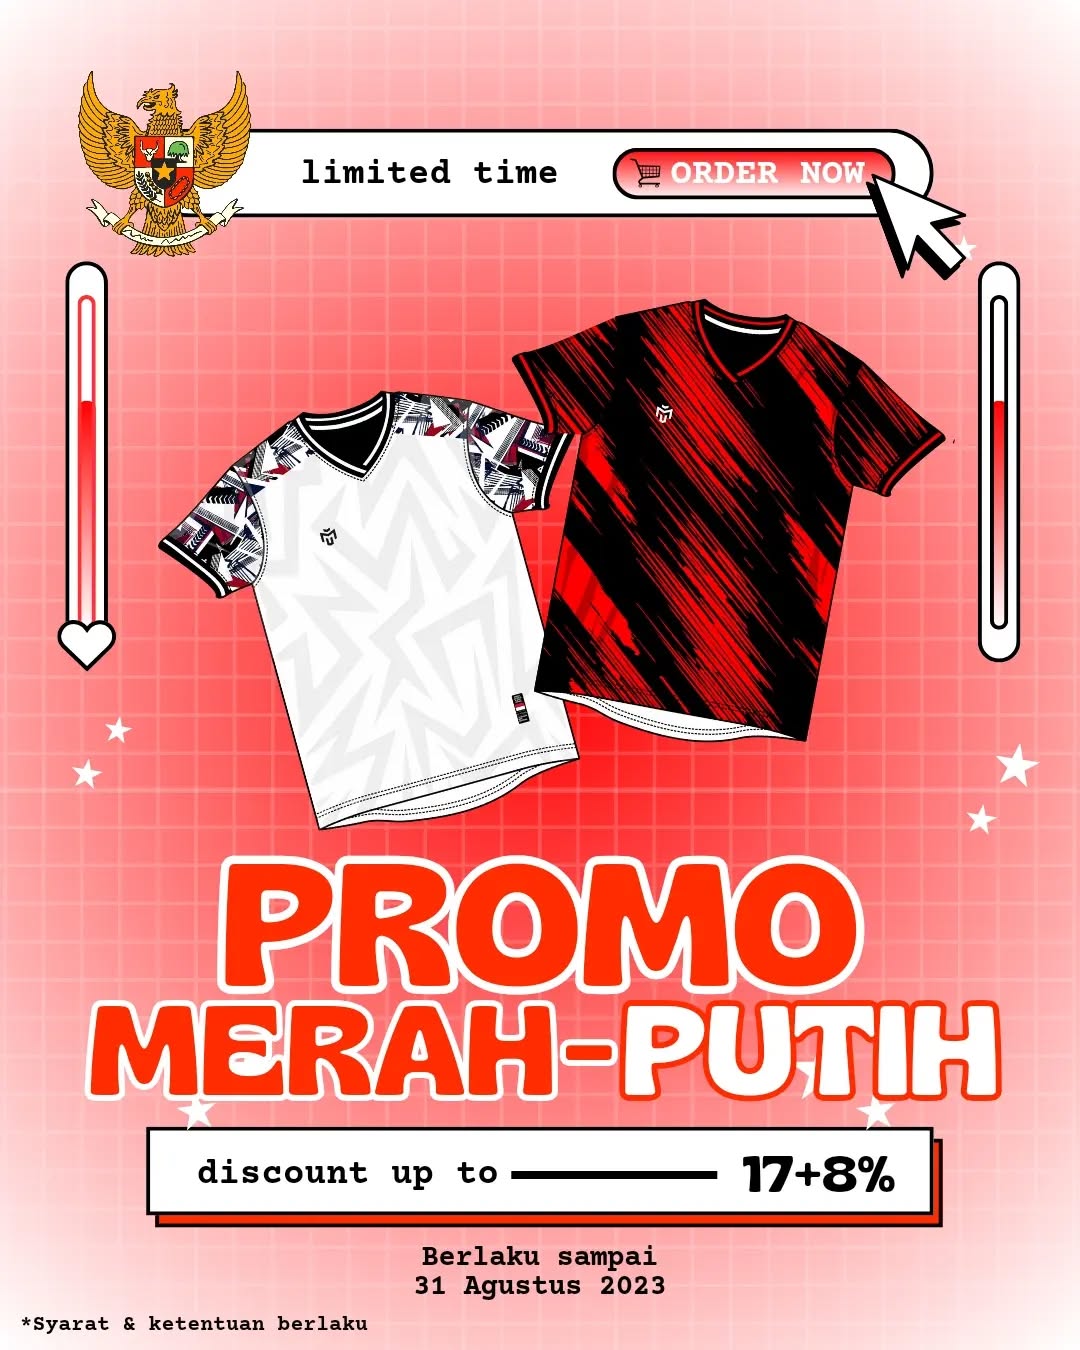 limited time
ORDER NOW
PROMO
MERAH-PUTIH
discount up to
17+8%
Berlaku sampai
31 Agustus 2023
*Syarat & ketentuan berlaku